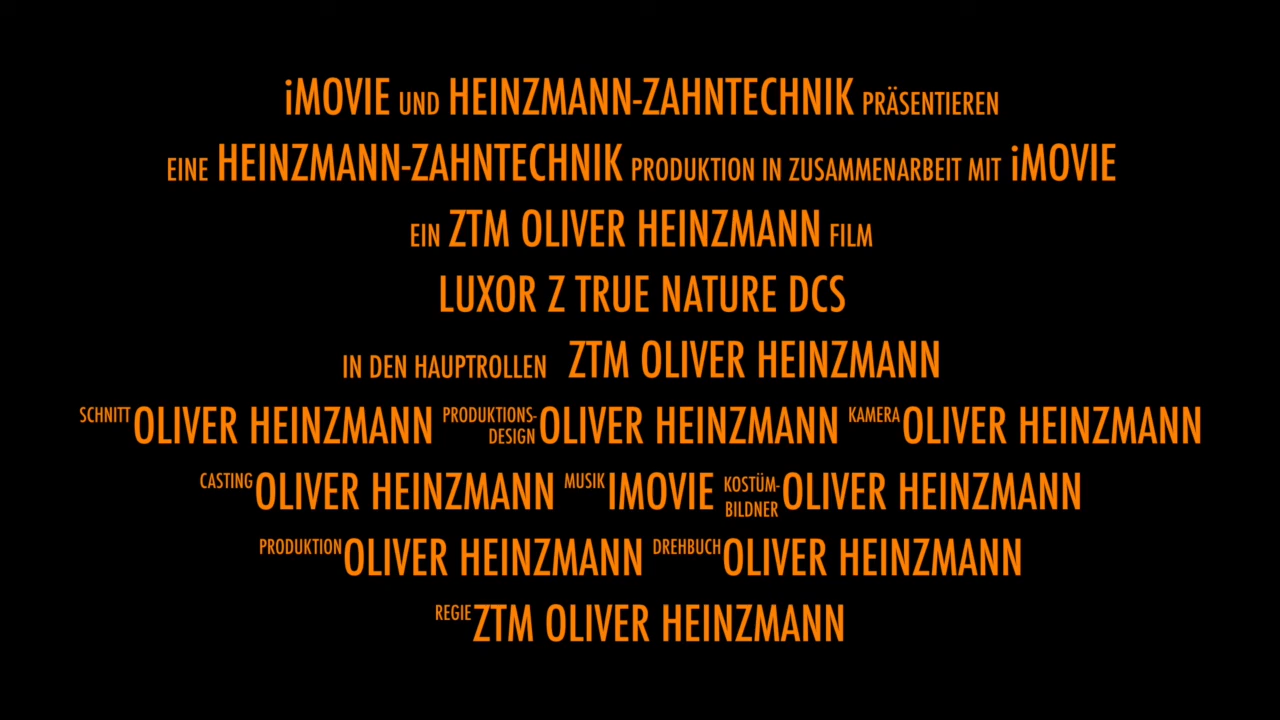 iMOVIE UND HEINZMANN-ZAHNTECHNIK PRÄSENTIEREN
EINE HEINZMANN-ZAHNTECHNIK PRODUKTION IN ZUSAMMENARBEIT MIT iMOVIE
EIN ZTM OLIVER HEINZMANN FILM
LUXOR Z TRUE NATURE DCS
IN DEN HAUPTROLLEN ZTM OLIVER HEINZMANN
SCHNITT OLIVER HEINZMANN PRODUKTIONS-DESIGN OLIVER HEINZMANN KAMERA OLIVER HEINZMANN
CASTING OLIVER HEINZMANN MUSIK IMOVIE KOSTÜM-BILDNER OLIVER HEINZMANN
PRODUKTION OLIVER HEINZMANN DREHBUCH OLIVER HEINZMANN
REGIE ZTM OLIVER HEINZMANN